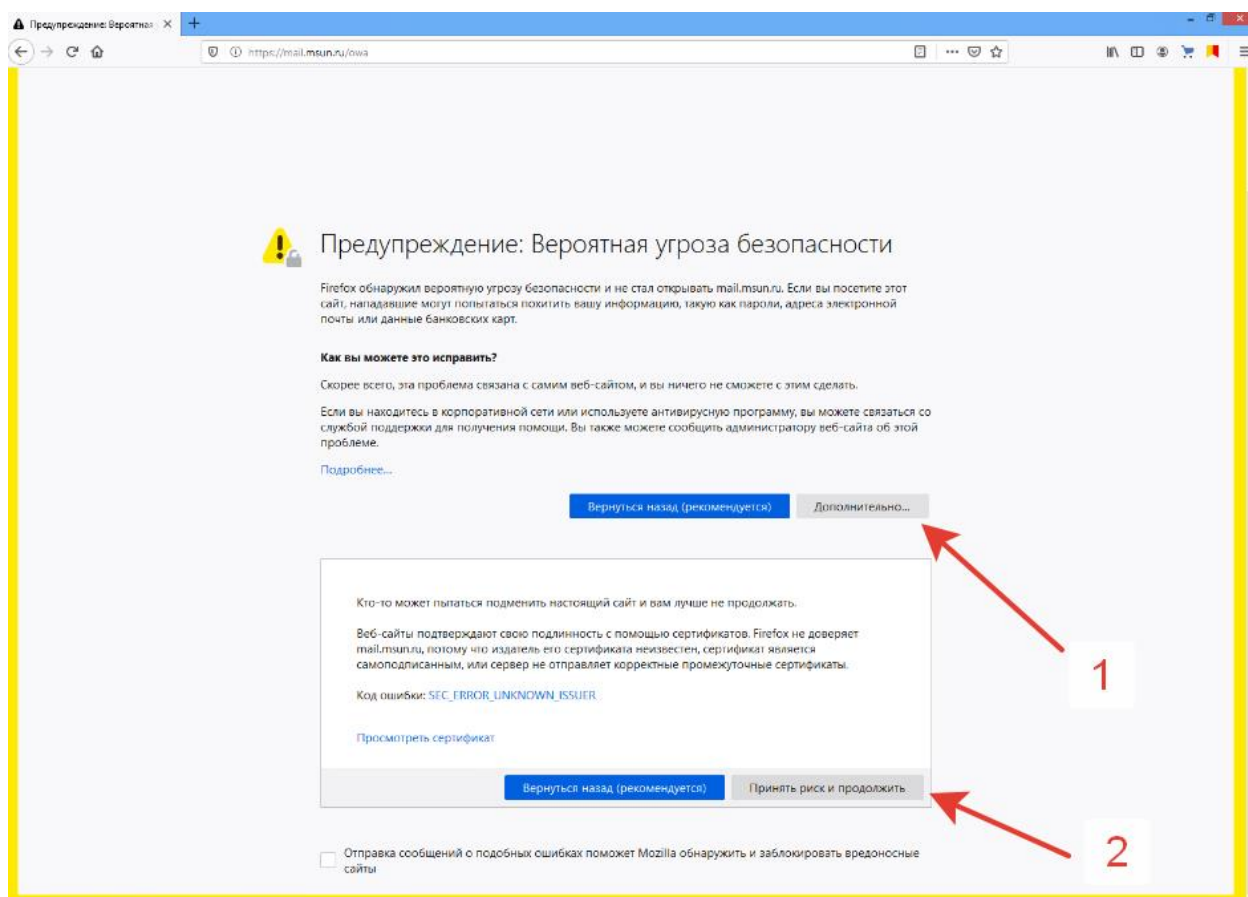 Предупреждение: Вероятная
https://mail.msun.ru/owa
Предупреждение: Вероятная угроза безопасности
Firefox обнаружил вероятную угрозу безопасности и не стал открывать mail.msun.ru. Если вы посетите этот
сайт, нападавшие могут попытаться похитить вашу информацию, такую как пароли, адреса электронной
почты или данные банковских карт.
Как вы можете это исправить?
Скорее всего, эта проблема связана с самим веб-сайтом, и вы ничего не сможете с этим сделать.
Если вы находитесь в корпоративной сети или используете антивирусную программу, вы можете связаться со
службой поддержки для получения помощи. Вы также можете сообщить администратору веб-сайта об этой
проблеме.
Подробнее...
Вернуться назад (рекомендуется)
Дополнительно...
Кто-то может пытаться подменить настоящий сайт и вам лучше не продолжать.
Веб-сайты подтверждают свою подлинность с помощью сертификатов. Firefox не доверяет
mail.msun.ru, потому что издатель его сертификата неизвестен, сертификат является
самоподписанным, или сервер не отправляет корректные промежуточные сертификаты.
1
Код ошибки: SEC_ERROR_UNKNOWN_ISSUER
Просмотреть сертификат
Вернуться назад (рекомендуется)
Принять риск и продолжить
2
Отправка сообщений о подобных ошибках поможет Mozilla обнаружить и заблокировать вредоносные
сайты